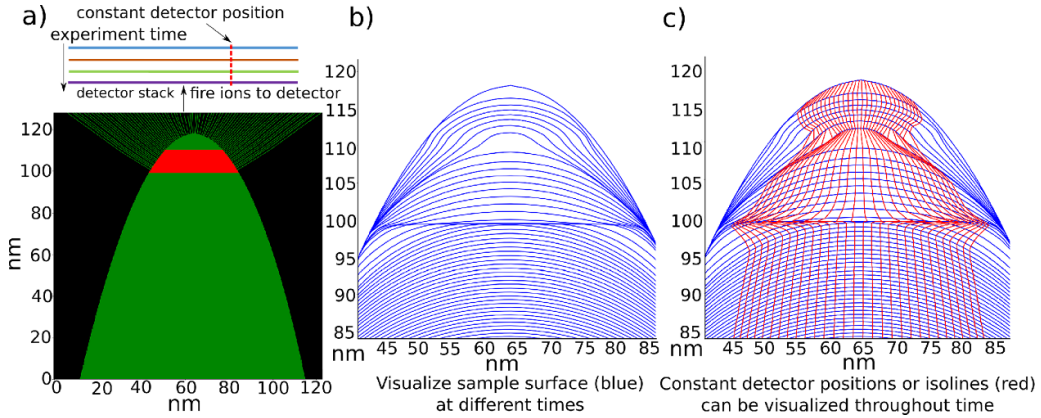 a)
constant detector position
experiment time
detector stack
fire ions to detector
120
100
80
60
40
20
0
nm
0 20 40 60 80 100 120
nm
b)
120
115
110
105
100
95
90
85
nm
45 50 55 60 65 70 75 80 85
nm
Visualize sample surface (blue)
at different times
c)
120
115
110
105
100
95
90
85
nm
45 50 55 60 65 70 75 80 85
nm
Constant detector positions or isolines (red)
can be visualized throughout time